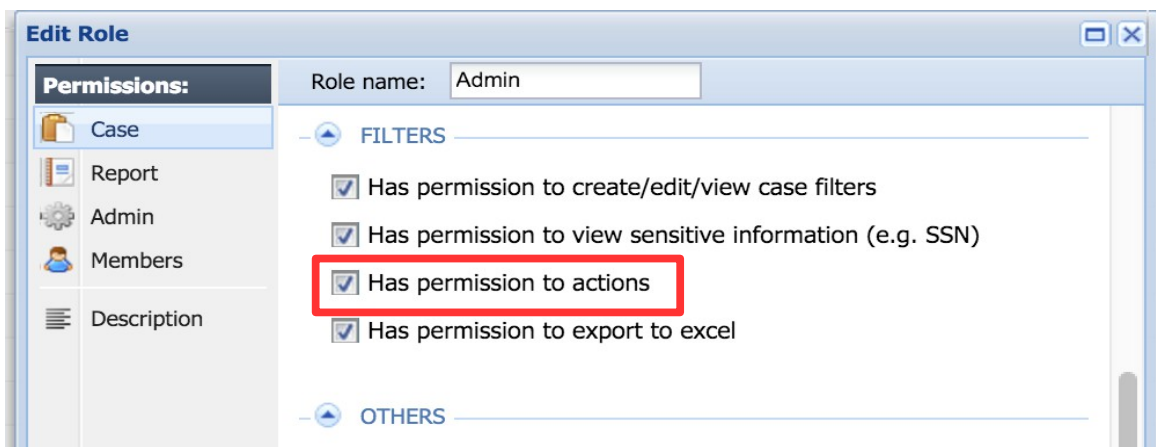 Edit Role
Permissions:
Case
Report
Admin
Members
Description
Role name: Admin
FILTERS
Has permission to create/edit/view case filters
Has permission to view sensitive information (e.g. SSN)
Has permission to actions
Has permission to export to excel
OTHERS